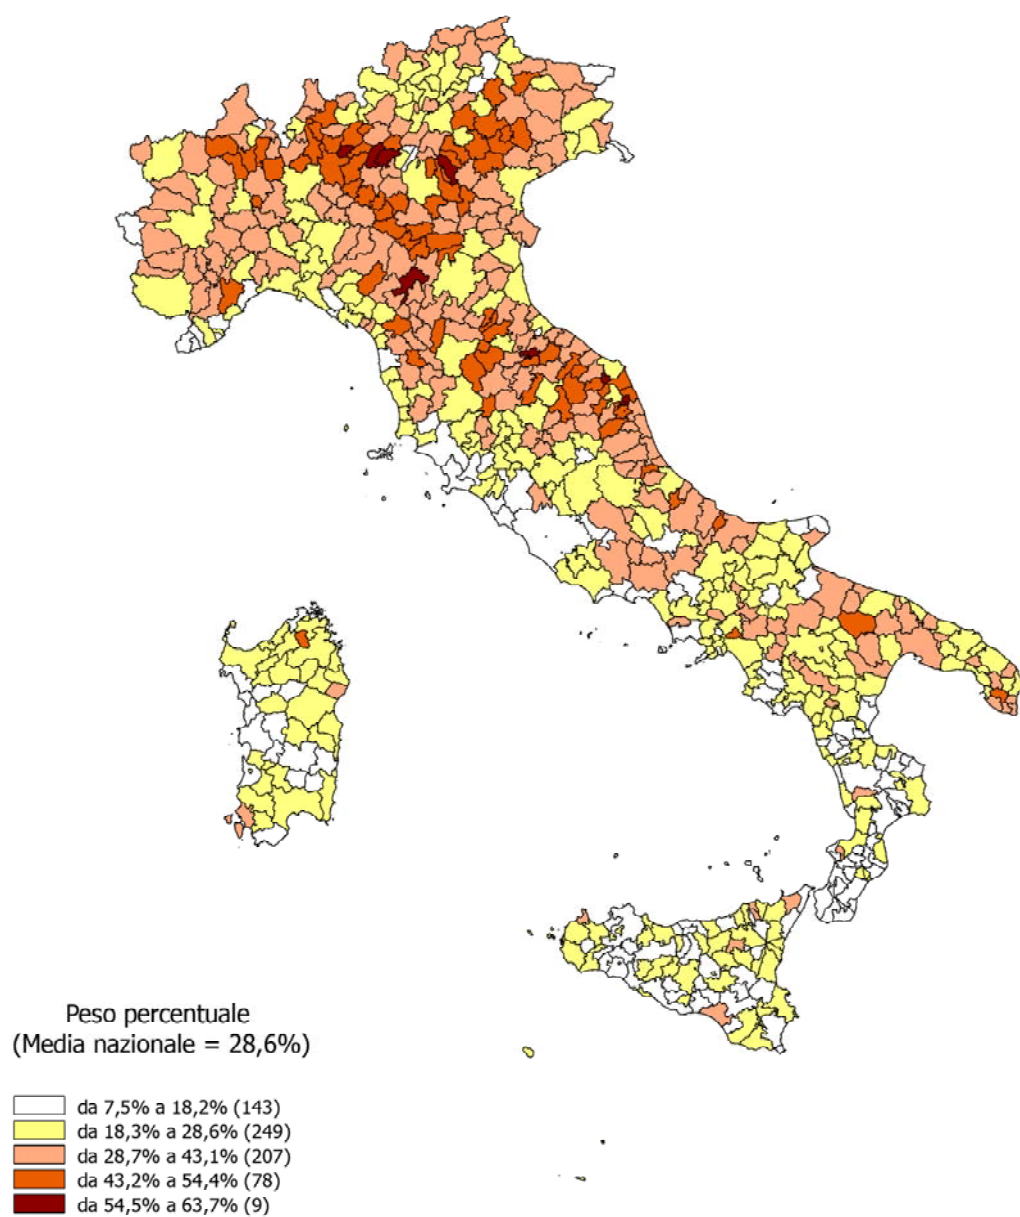 Peso percentuale
(Media nazionale = 28,6%)
da 7,5% a 18,2% (143)
da 18,3% a 28,6% (249)
da 28,7% a 43,1% (207)
da 43,2% a 54,4% (78)
da 54,5% a 63,7% (9)